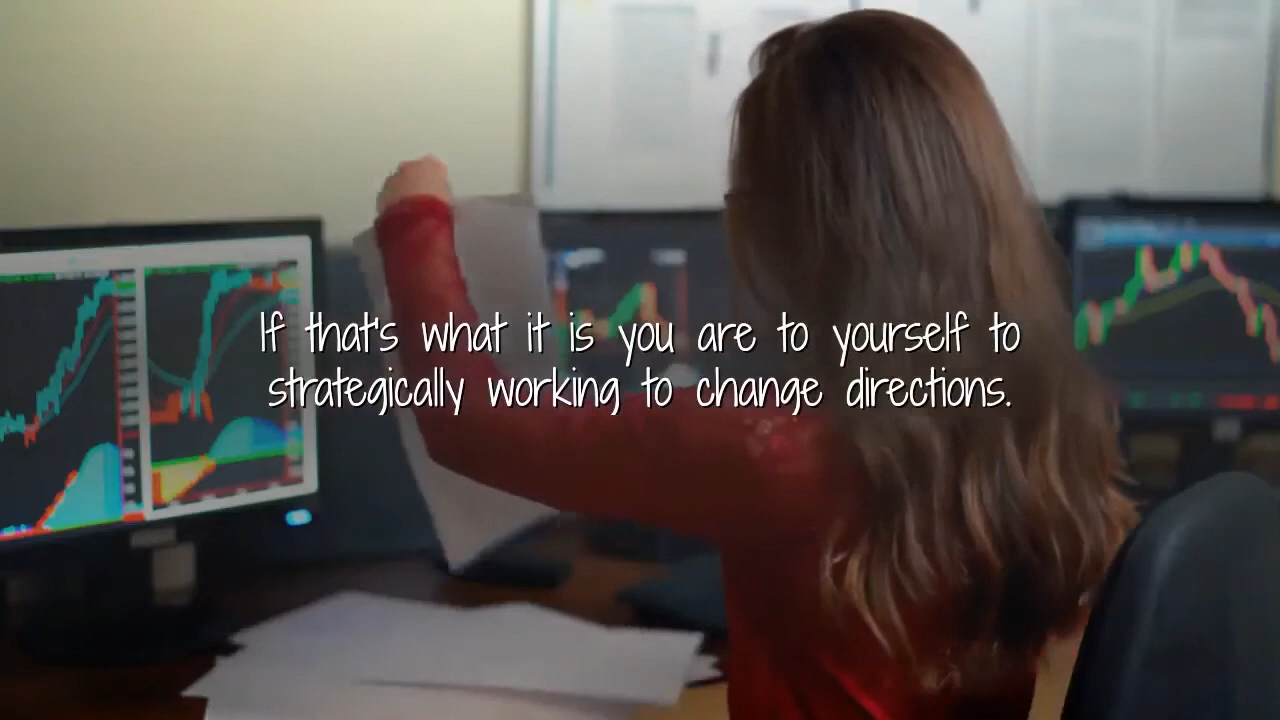 If that's what it is you are to yourself to
strategically working to change directions.